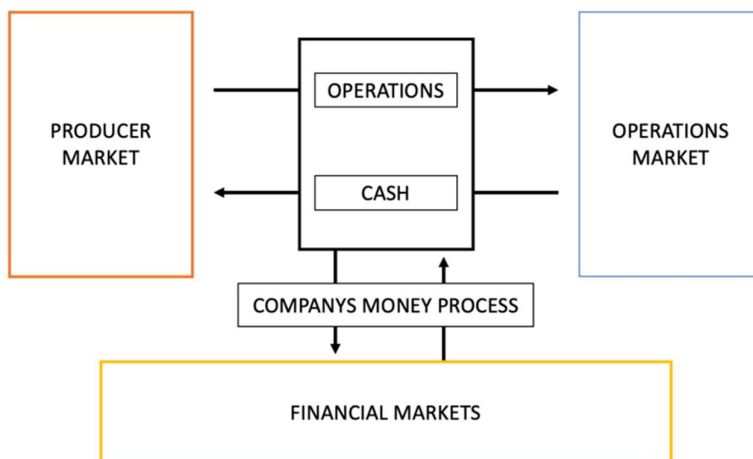 PRODUCER
MARKET
OPERATIONS
CASH
OPERATIONS
MARKET
COMPANYS MONEY PROCESS
FINANCIAL MARKETS